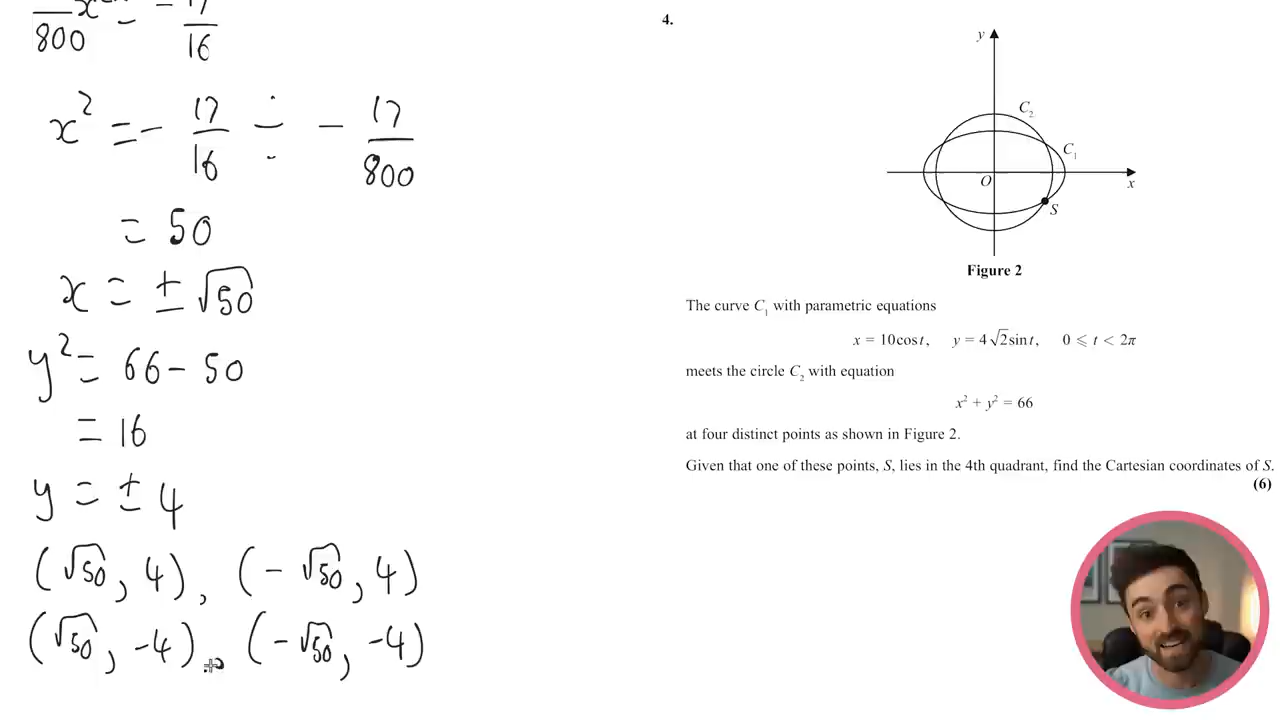 x² = - 17/16
800
x² = - 17/16 ÷ - 17/800
= 50
x = ± √50
y² = 66 - 50
= 16
y = ± 4
(√50, 4), (-√50, 4)
(√50, -4), (-√50, -4)
4.
y
C₂
C₁
O
x
S
Figure 2
The curve C₁ with parametric equations
x = 10cos t, y = 4√2 sin t, 0 ⩽ t < 2π
meets the circle C₂ with equation
x² + y² = 66
at four distinct points as shown in Figure 2.
Given that one of these points, S, lies in the 4th quadrant, find the Cartesian coordinates of S.
(6)